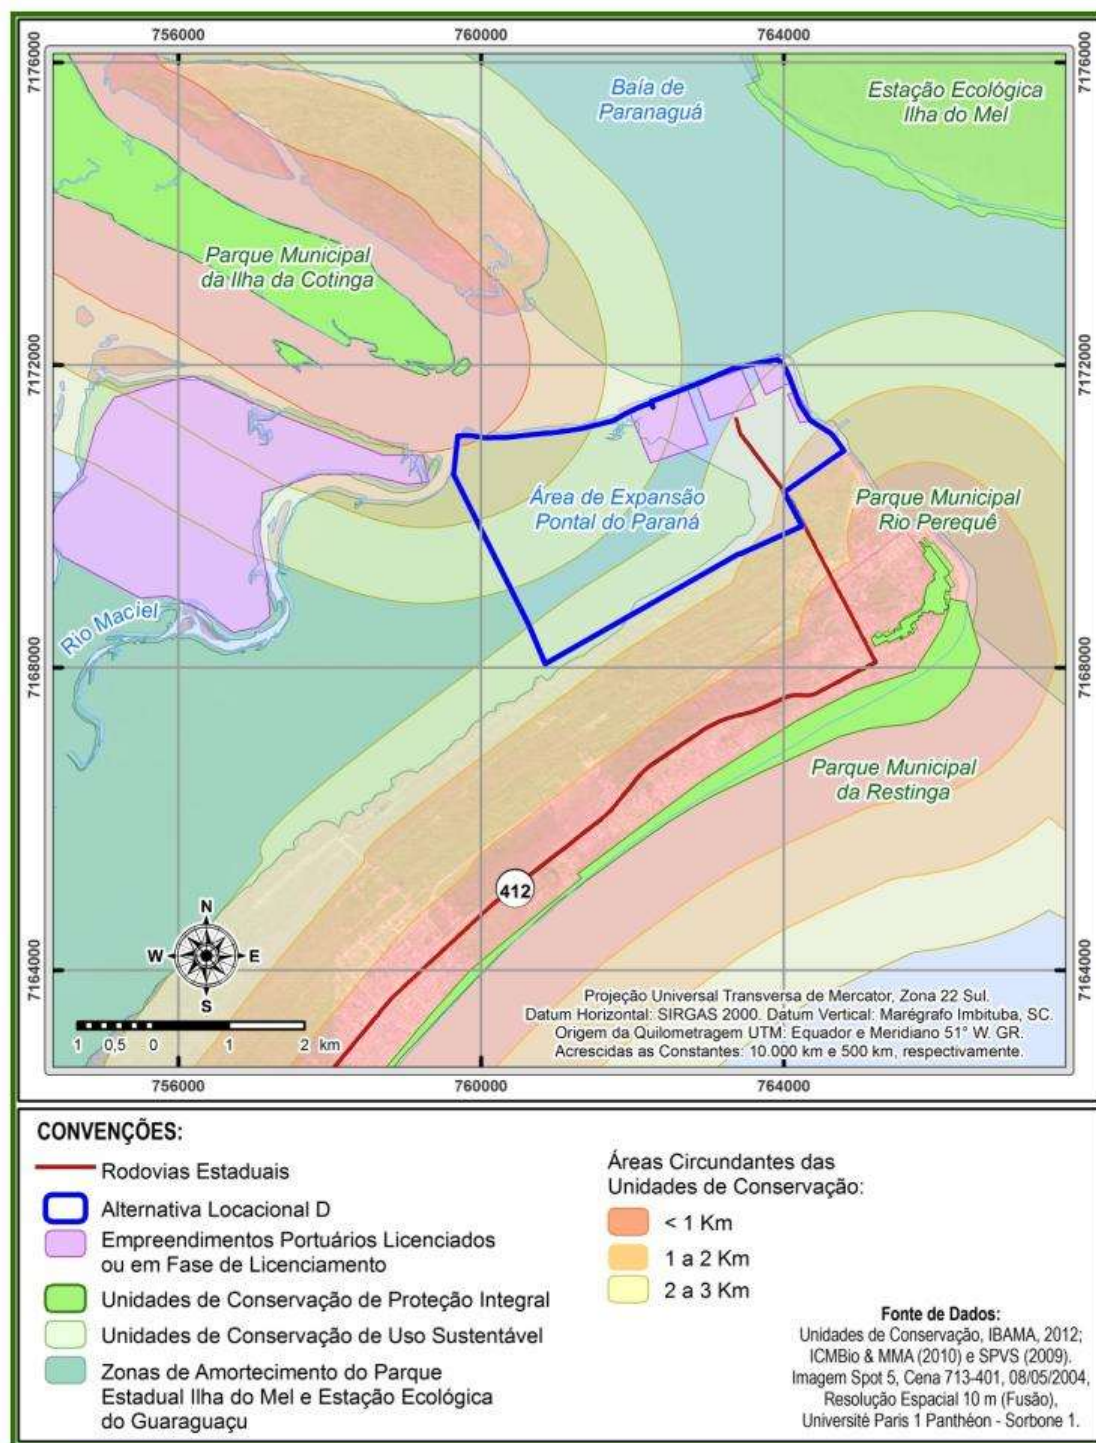 756000
760000
764000
7176000
7176000
Baía de
Paranaguá
Estação Ecológica
Ilha do Mel
Parque Municipal
da Ilha da Cotinga
7172000
7172000
Área de Expansão
Pontal do Paraná
Parque Municipal
Rio Perequê
Rio Maciel
7168000
7168000
Parque Municipal
da Restinga
412
N
W
E
S
7164000
7164000
Projeção Universal Transversa de Mercator, Zona 22 Sul.
Datum Horizontal: SIRGAS 2000. Datum Vertical: Marégrafo Imbituba, SC.
Origem da Quilometragem UTM: Equador e Meridiano 51° W. GR.
Acrescidas as Constantes: 10.000 km e 500 km, respectivamente.
1 0,5 0 1 2 km
756000
760000
764000
CONVENÇÕES:
Rodovias Estaduais
Alternativa Locacional D
Empreendimentos Portuários Licenciados
ou em Fase de Licenciamento
Unidades de Conservação de Proteção Integral
Unidades de Conservação de Uso Sustentável
Zonas de Amortecimento do Parque
Estadual Ilha do Mel e Estação Ecológica
do Guaraguaçu
Áreas Circundantes das
Unidades de Conservação:
< 1 Km
1 a 2 Km
2 a 3 Km
Fonte de Dados:
Unidades de Conservação, IBAMA, 2012;
ICMBio & MMA (2010) e SPVS (2009).
Imagem Spot 5, Cena 713-401, 08/05/2004,
Resolução Espacial 10 m (Fusão),
Université Paris 1 Panthéon - Sorbone 1.